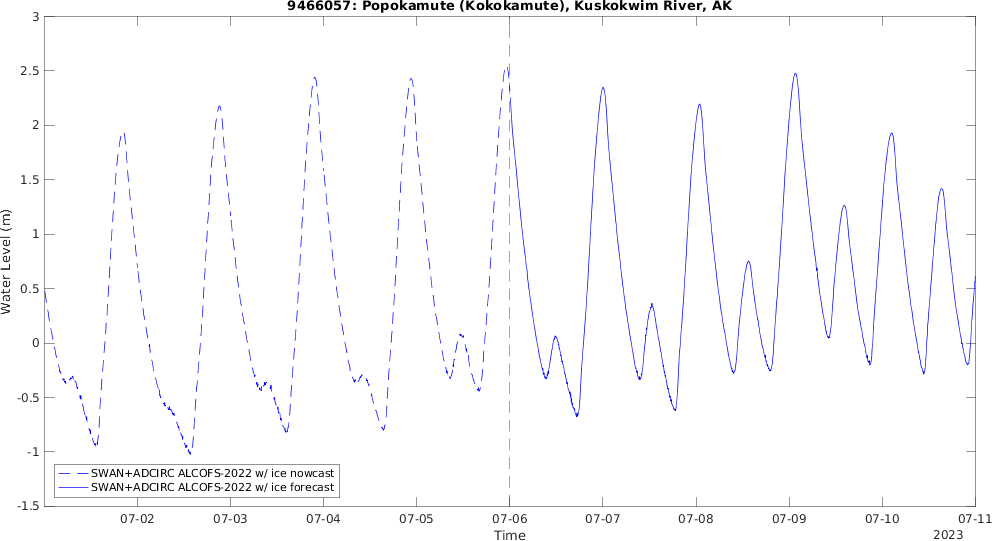 9466057: Popokamute (Kokokamute), Kuskokwim River, AK
3
2.5
2
1.5
1
0.5
0
-0.5
-1
-1.5
Water Level (m)
SWAN+ADCIRC ALCOFS-2022 w/ ice nowcast
SWAN+ADCIRC ALCOFS-2022 w/ ice forecast
07-02 07-03 07-04 07-05 07-06 07-07 07-08 07-09 07-10 07-11
Time
2023